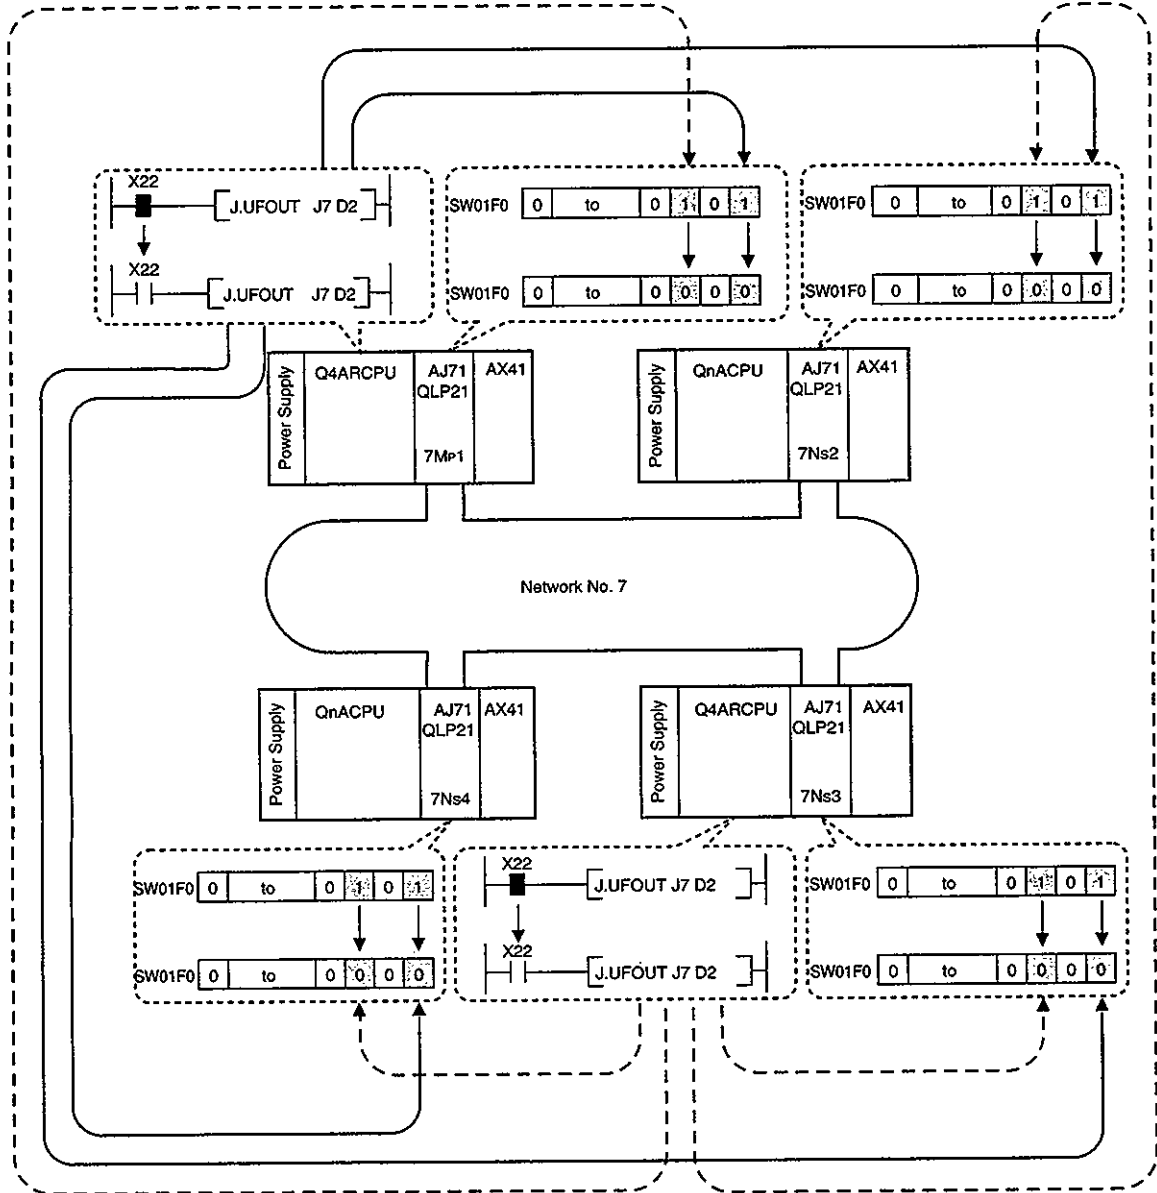 X22
J.UFOUT J7 D2
X22
J.UFOUT J7 D2
SW01F0 0 to 0 1 0 1
SW01F0 0 to 0 0 0 0
SW01F0 0 to 0 1 0 1
SW01F0 0 to 0 0 0 0
Power Supply
Q4ARCPU
AJ71
QLP21
7MP1
AX41
Power Supply
QnACPU
AJ71
QLP21
7Ns2
AX41
Network No. 7
Power Supply
QnACPU
AJ71
QLP21
7Ns4
AX41
Power Supply
Q4ARCPU
AJ71
QLP21
7Ns3
AX41
SW01F0 0 to 0 1 0 1
SW01F0 0 to 0 0 0 0
X22
J.UFOUT J7 D2
X22
J.UFOUT J7 D2
SW01F0 0 to 0 1 0 1
SW01F0 0 to 0 0 0 0